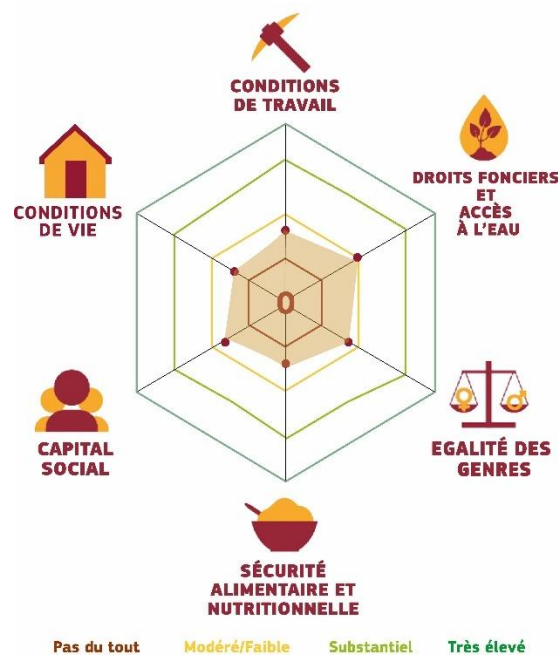 CONDITIONS
DE TRAVAIL
DROITS FONCIERS
ET
ACCÈS
À L'EAU
CONDITIONS
DE VIE
0
CAPITAL
SOCIAL
EGALITÉ DES
GENRES
SÉCURITÉ
ALIMENTAIRE ET
NUTRITIONNELLE
Pas du tout Modéré/Faible Substantiel Très élevé